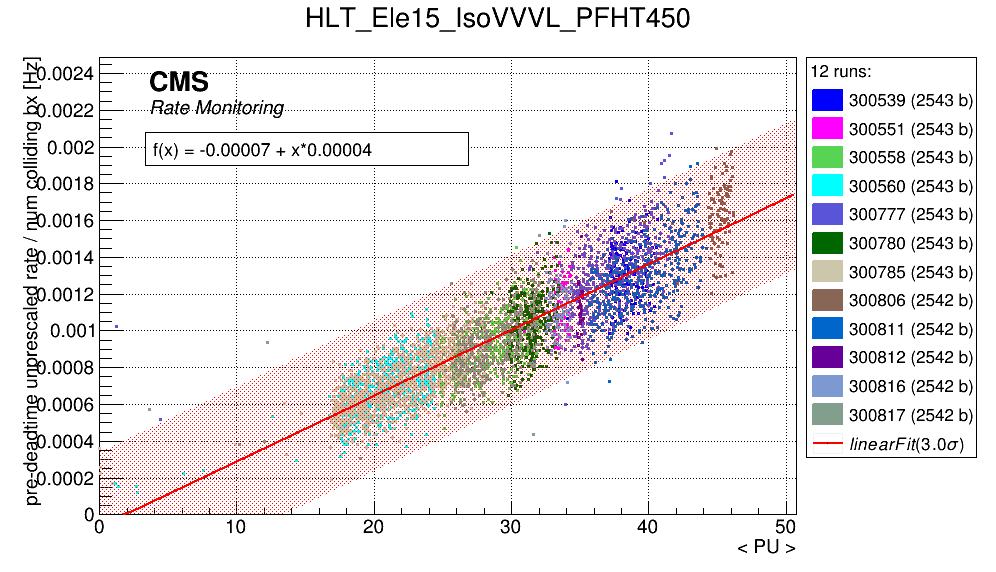 HLT_Ele15_IsoVVVL_PFHT450
pre-deadtime unprescaled rate / num colliding bx [Hz]
0.0024
0.0022
0.002
0.0018
0.0016
0.0014
0.0012
0.001
0.0008
0.0006
0.0004
0.0002
0
CMS
Rate Monitoring
f(x) = -0.00007 + x*0.00004
0 10 20 30 40 50
< PU >
12 runs:
300539 (2543 b)
300551 (2543 b)
300558 (2543 b)
300560 (2543 b)
300777 (2543 b)
300780 (2543 b)
300785 (2543 b)
300806 (2542 b)
300811 (2542 b)
300812 (2542 b)
300816 (2542 b)
300817 (2542 b)
linearFit(3.0σ)